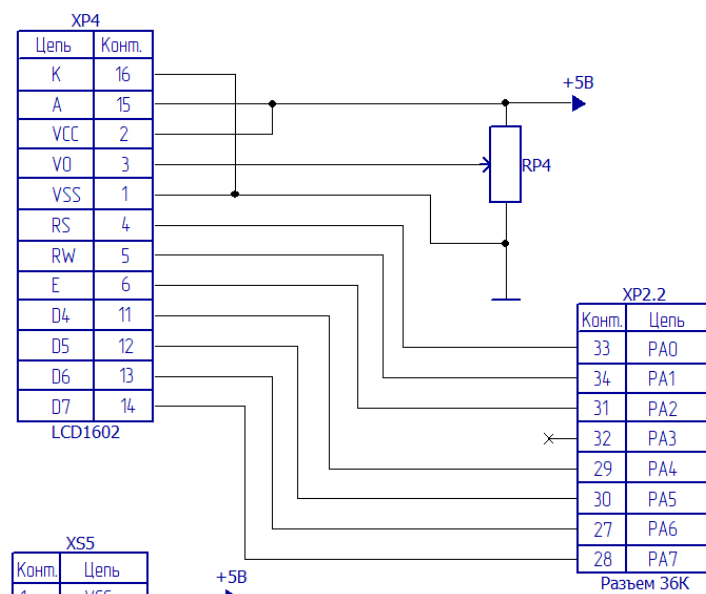 XP4
Цепь Конт.
K 16
A 15
+5В
VCC 2
V0 3
RP4
VSS 1
RS 4
RW 5
E 6
XP2.2
D4 11
Конт. Цепь
D5 12
33 PA0
D6 13
34 PA1
D7 14
31 PA2
LCD1602
32 PA3
29 PA4
30 PA5
27 PA6
XS5
28 PA7
Конт. Цепь
+5В
Разъем 36К